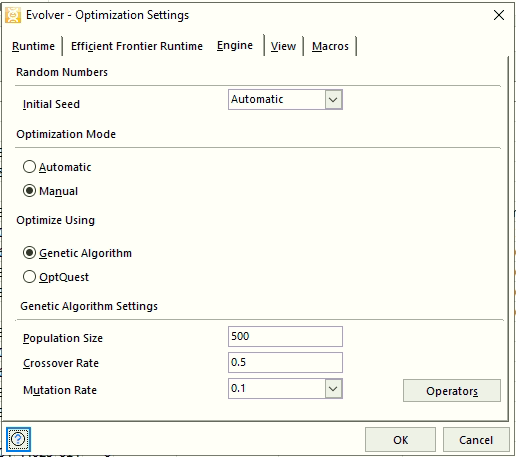 Evolver - Optimization Settings
Runtime Efficient Frontier Runtime Engine View Macros
Random Numbers
Initial Seed Automatic
Optimization Mode
Automatic
Manual
Optimize Using
Genetic Algorithm
OptQuest
Genetic Algorithm Settings
Population Size 500
Crossover Rate 0.5
Mutation Rate 0.1 Operators
? OK Cancel